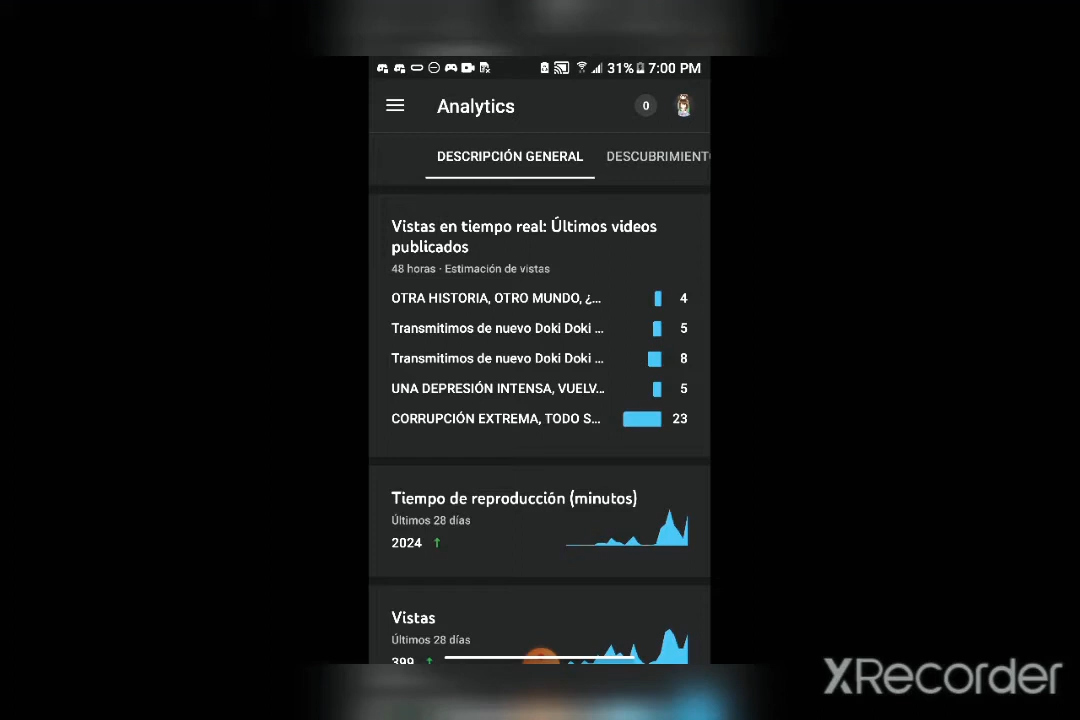 31% 7:00 PM
Analytics
0
DESCRIPCIÓN GENERAL
DESCUBRIMIENTO
Vistas en tiempo real: Últimos videos
publicados
48 horas · Estimación de vistas
OTRA HISTORIA, OTRO MUNDO, ¿... 4
Transmitimos de nuevo Doki Doki ... 5
Transmitimos de nuevo Doki Doki ... 8
UNA DEPRESIÓN INTENSA, VUELV... 5
CORRUPCIÓN EXTREMA, TODO S... 23
Tiempo de reproducción (minutos)
Últimos 28 días
2024 ↑
Vistas
Últimos 28 días
399 ↑
XRecorder